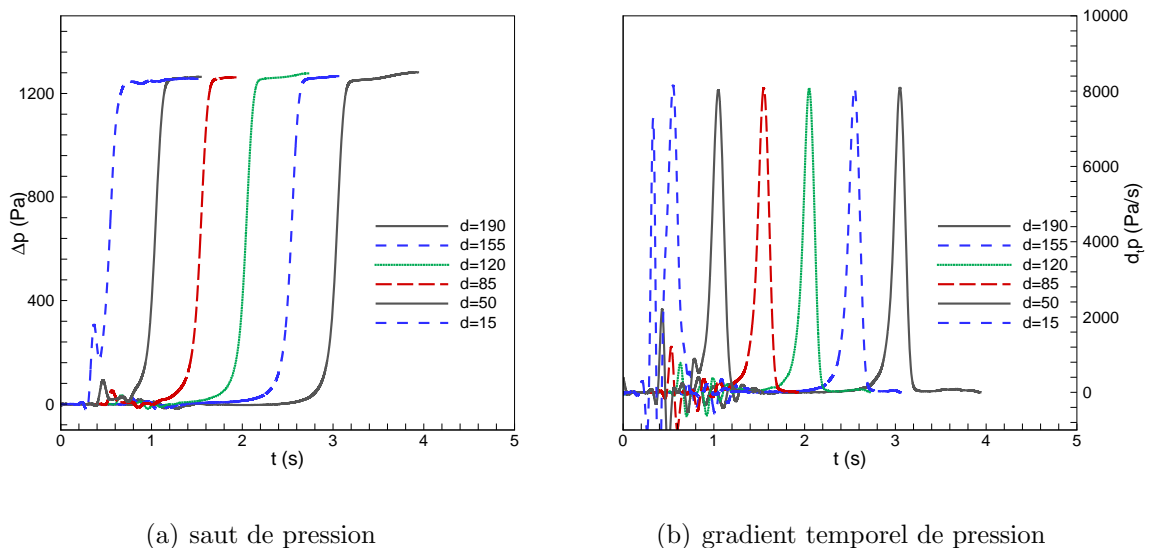 1200
800
400
0
Δp (Pa)
0 1 2 3 4 5
t (s)
d=190
d=155
d=120
d=85
d=50
d=15
(a) saut de pression
10000
8000
6000
4000
2000
0
dₜp (Pa/s)
0 1 2 3 4 5
t (s)
d=190
d=155
d=120
d=85
d=50
d=15
(b) gradient temporel de pression